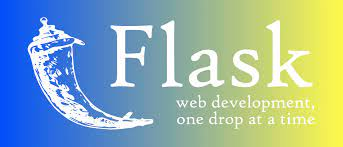 Flask
web development,
one drop at a time